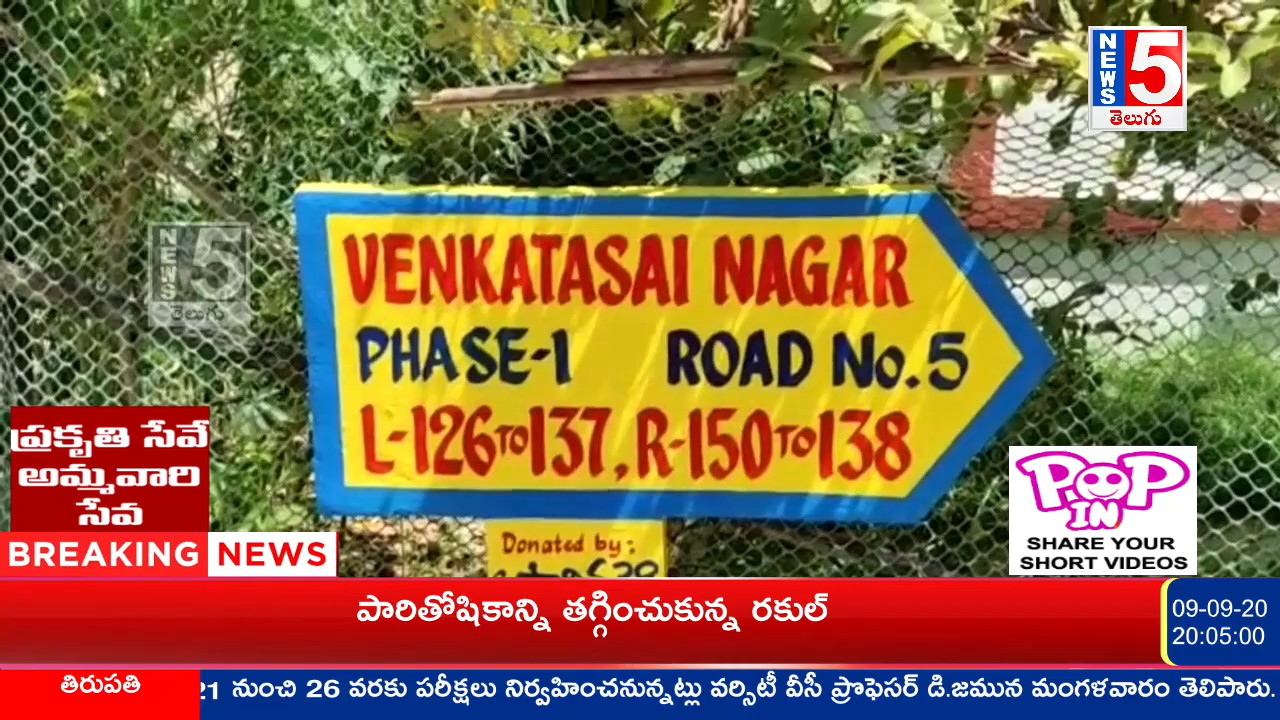 NEWS 5
తెలుగు
NEWS 5
తెలుగు
VENKATASAI NAGAR
PHASE-1 ROAD No.5
L-126 TO 137, R-150 TO 138
Donated by:
ప్రకృతి సేవే
అమ్మవారి
సేవ
POP
IN
SHARE YOUR
SHORT VIDEOS
BREAKING NEWS
పారితోషికాన్ని తగ్గించుకున్న రకుల్
09-09-20
20:05:00
తిరుపతి
21 నుంచి 26 వరకు పరీక్షలు నిర్వహించనున్నట్లు వర్సిటీ వీసీ ప్రొఫెసర్ డి.జమున మంగళవారం తెలిపారు.